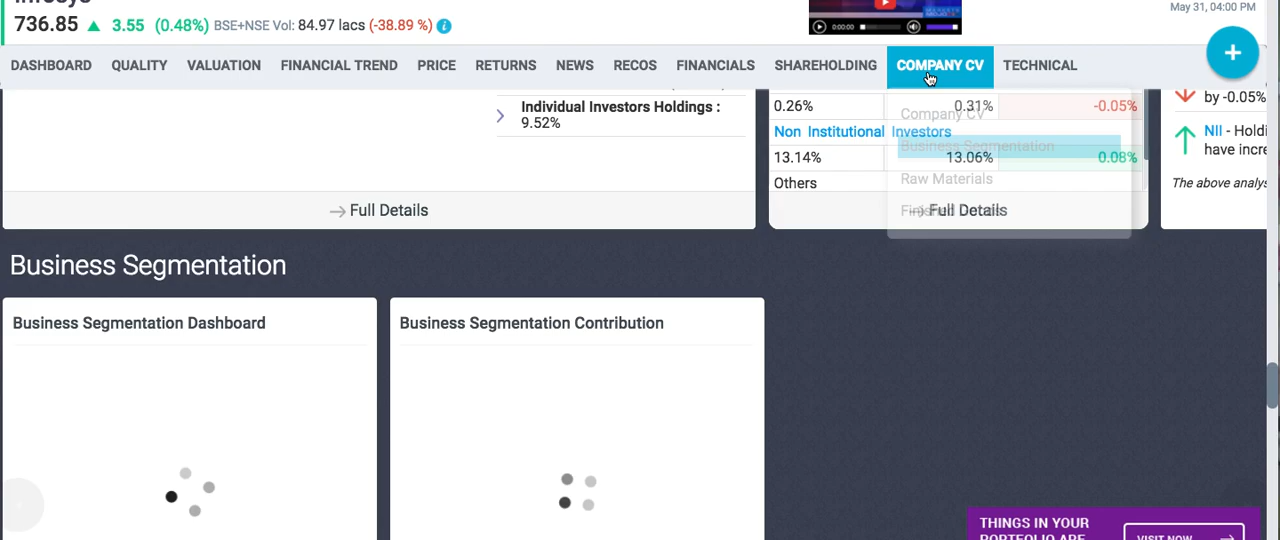 Infosys
736.85 ▲ 3.55 (0.48%) BSE+NSE Vol: 84.97 lacs (-38.89 %) i
May 31, 04:00 PM
0:00:00
+
DASHBOARD QUALITY VALUATION FINANCIAL TREND PRICE RETURNS NEWS RECOS FINANCIALS SHAREHOLDING COMPANY CV TECHNICAL
Individual Investors Holdings :
9.52%
→ Full Details
0.26% 0.31% -0.05%
Non Institutional Investors
13.14% 13.06% 0.08%
Others
→ Full Details
Company CV
Business Segmentation
Raw Materials
by -0.05%
NII - Holdi
have incre
The above analys
Business Segmentation
Business Segmentation Dashboard
Business Segmentation Contribution
THINGS IN YOUR
PORTFOLIO ARE
VISIT NOW →